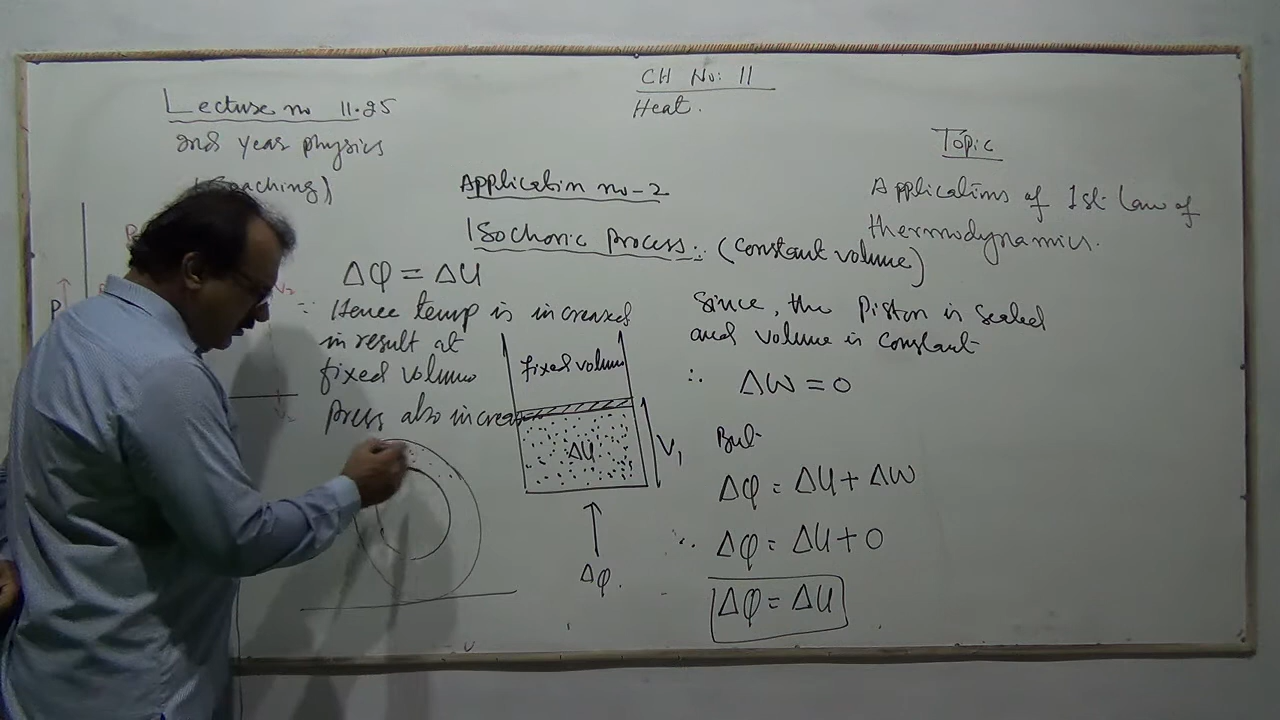 CH No: 11
Heat.
Lecture no 11.25
2nd year physics
(Coaching)
Topic
Applications of 1st Law of
thermodynamics.
Application no-2
Isochoric Process:. (Constant volume)
ΔQ = ΔU
∵ Hence temp is increased
in result at
fixed volume
press also increase
P
V₂
V₂
fixed volume
ΔU
V₁
ΔQ.
Since, the Piston is sealed
and volume is constant
∴ ΔW = 0
But
ΔQ = ΔU + ΔW
∴ ΔQ = ΔU + 0
ΔQ = ΔU